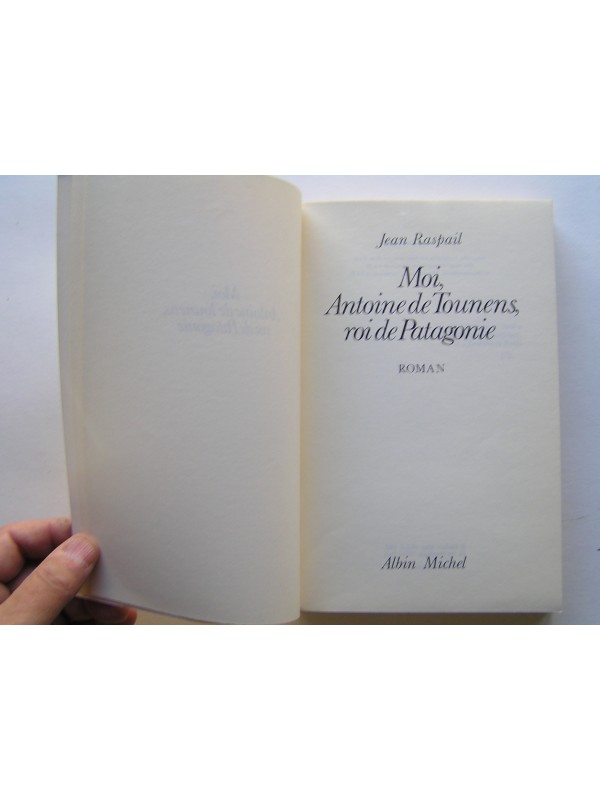 Jean Raspail
Moi,
Antoine de Tounens,
roi de Patagonie
ROMAN
Albin Michel